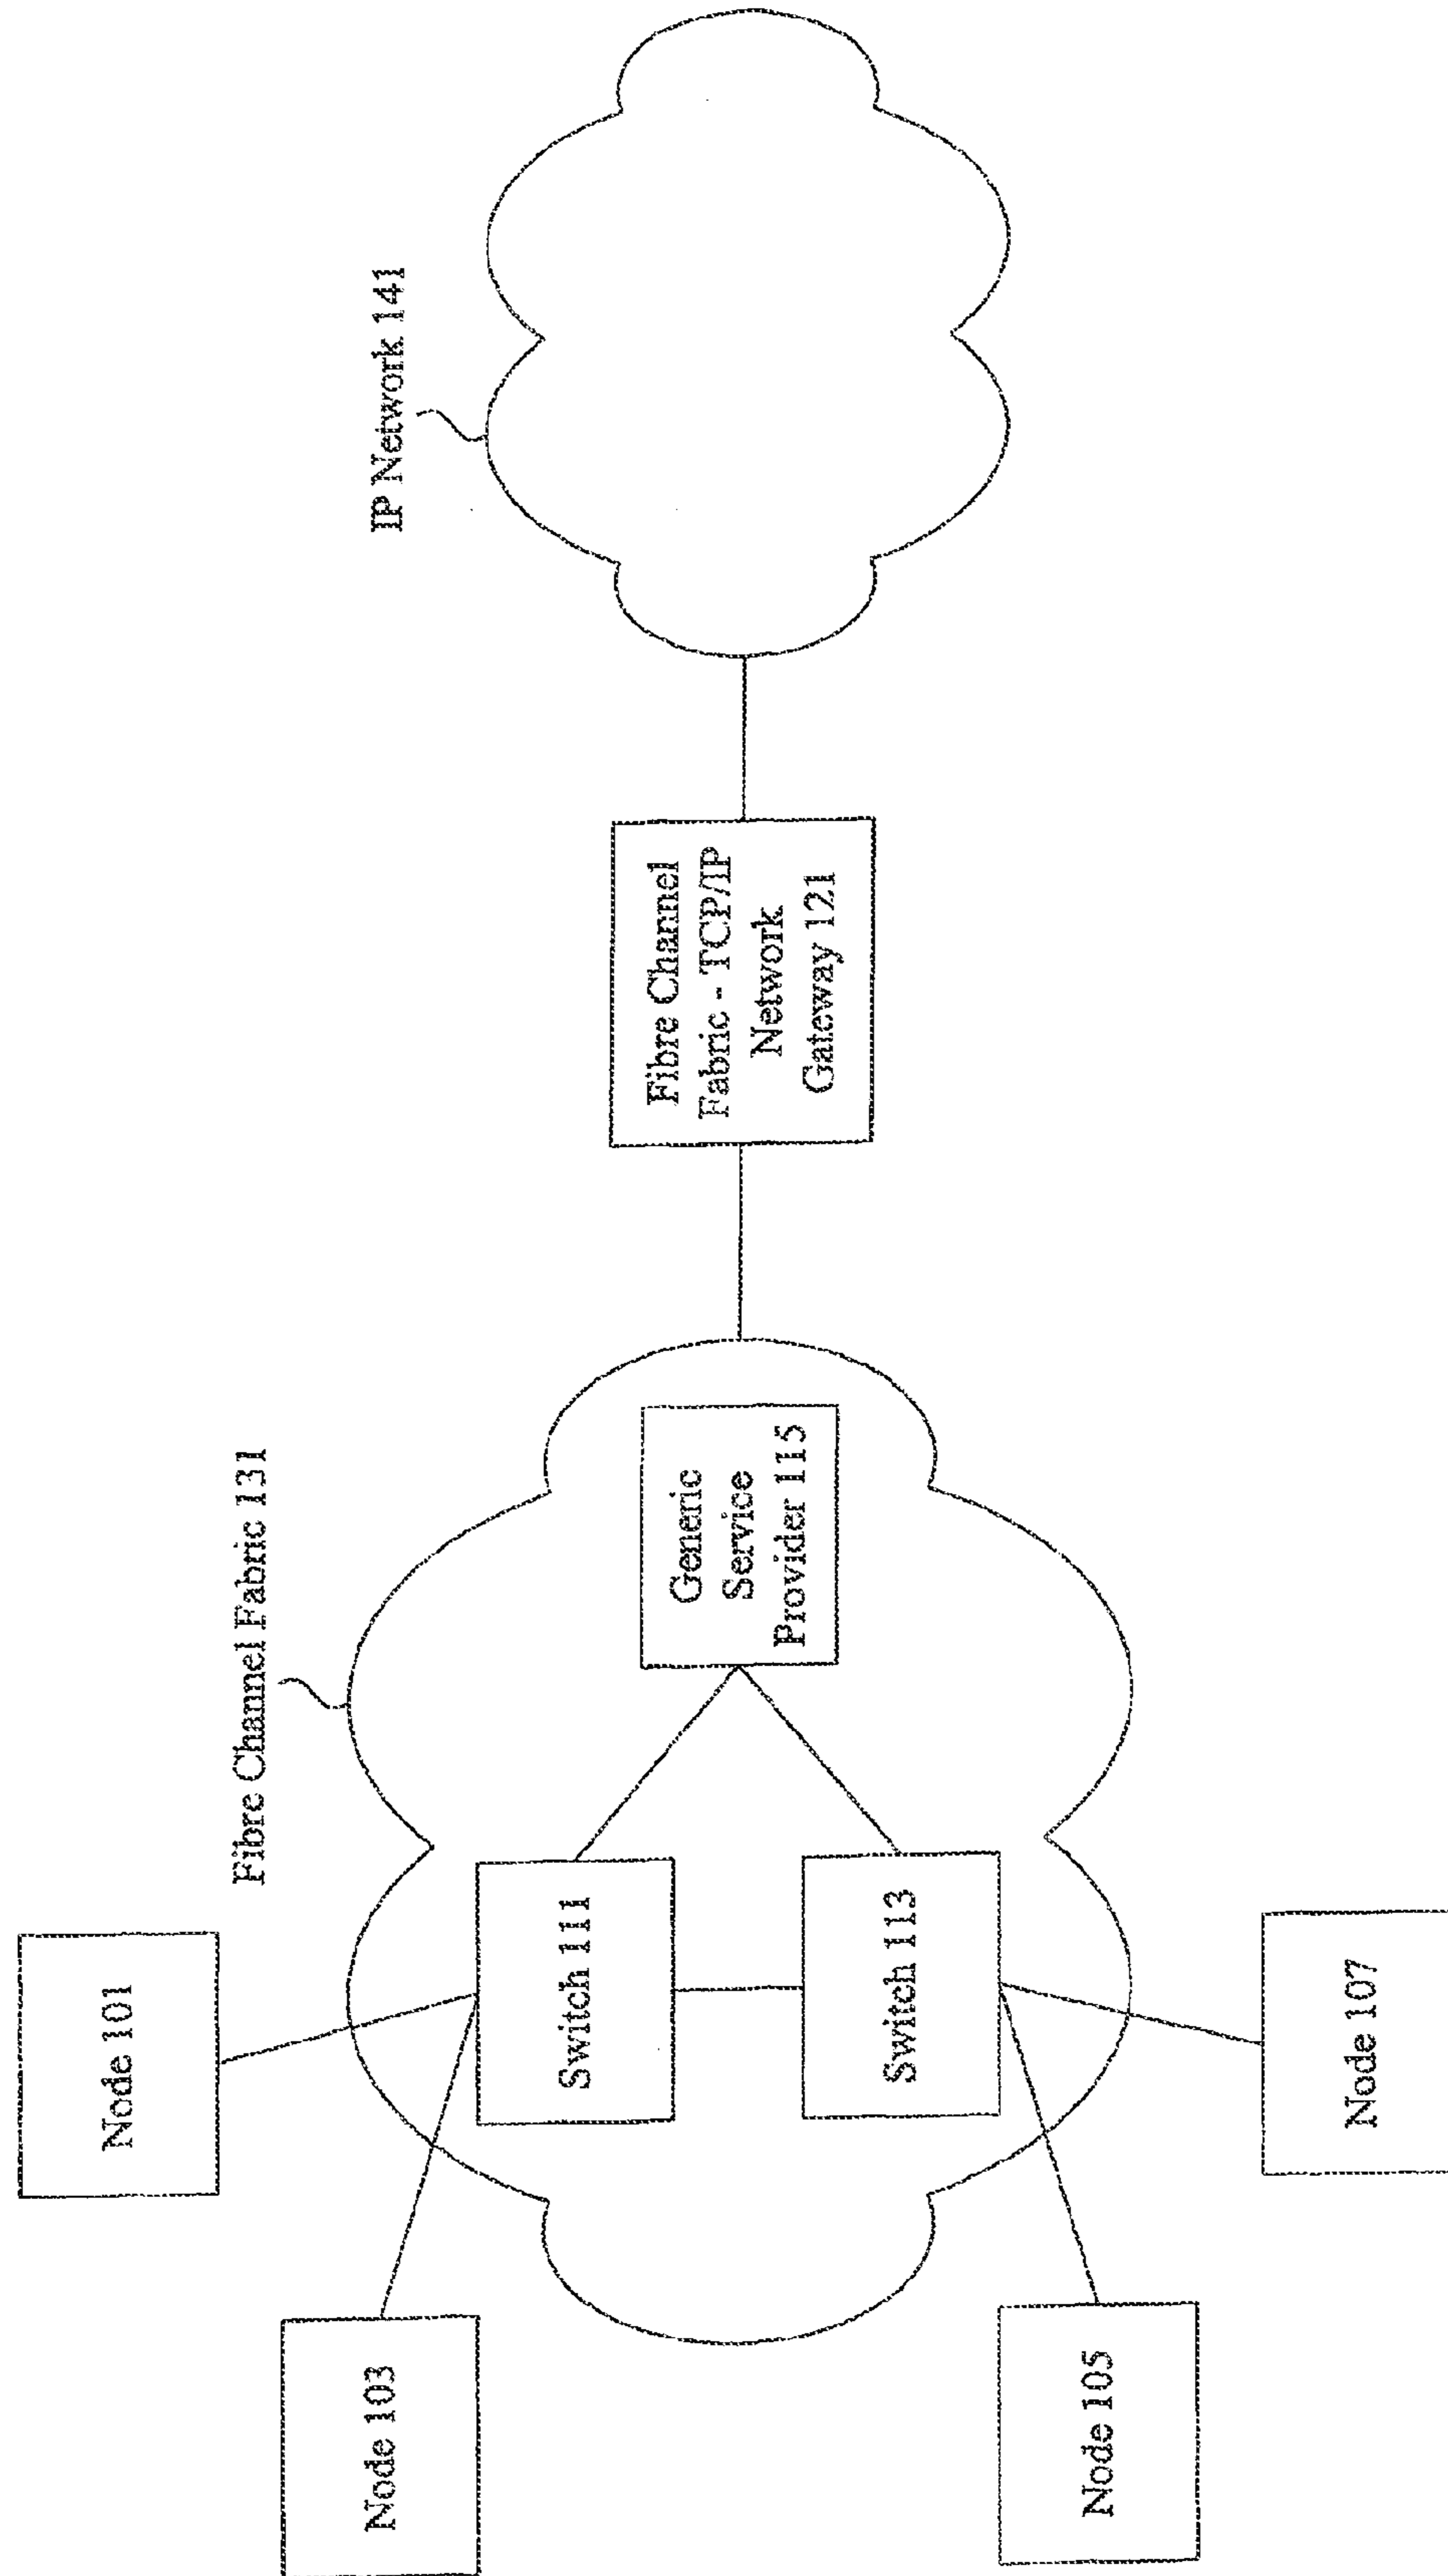 Node 101
Node 103
Fibre Channel Fabric 131
IP Network 141
Switch 111
Generic
Service
Provider 115
Fibre Channel
Fabric - TCP/IP
Network
Gateway 121
Switch 113
Node 105
Node 107